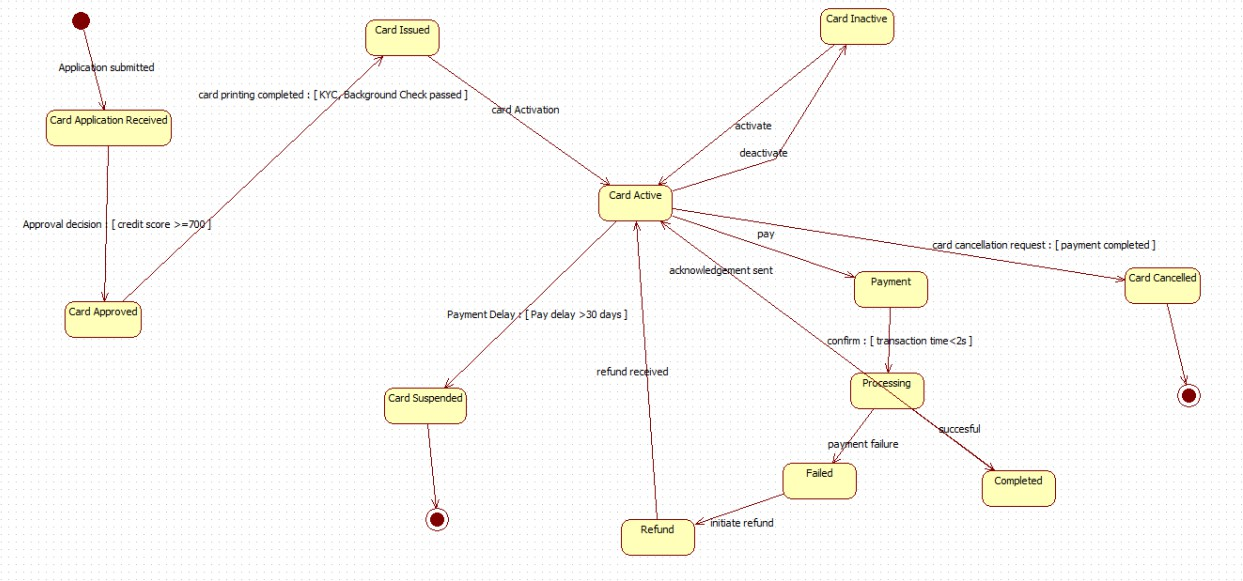 Card Issued
Card Inactive
Application submitted
card printing completed : [ KYC, Background Check passed ]
card Activation
Card Application Received
activate
deactivate
Card Active
Approval decision : [ credit score >=700 ]
pay
card cancellation request : [ payment completed ]
acknowledgement sent
Payment
Card Cancelled
Card Approved
Payment Delay : [ Pay delay >30 days ]
confirm : [ transaction time<2s ]
refund received
Processing
Card Suspended
succesful
payment failure
Failed
Completed
initiate refund
Refund